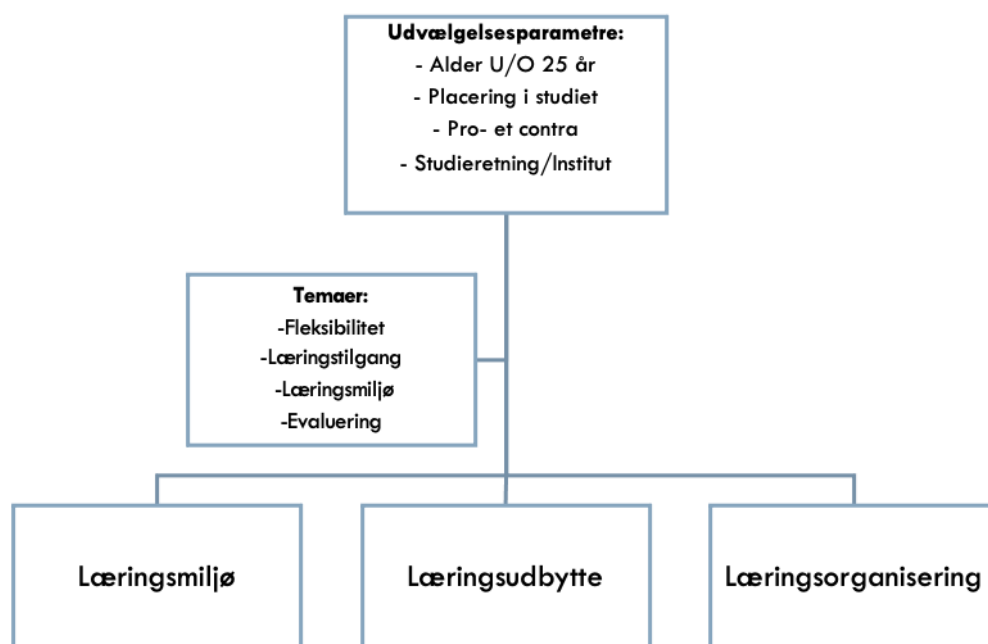 Udvælgelsesparametre:
- Alder U/O 25 år
- Placering i studiet
- Pro- et contra
- Studieretning/Institut
Temaer:
-Fleksibilitet
-Læringstilgang
-Læringsmiljø
-Evaluering
Læringsmiljø
Læringsudbytte
Læringsorganisering